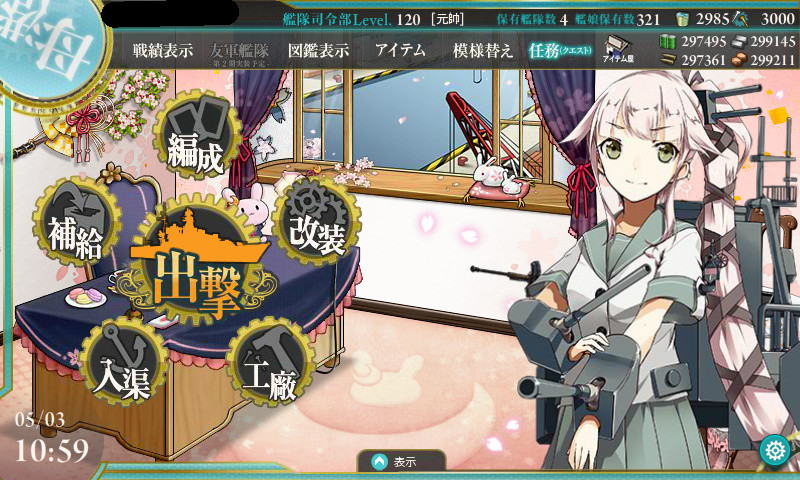 母港
艦隊司令部Level. 120 [元帥]
保有艦隊数 4 艦娘保有数 321
2985 3000
戦績表示
友軍艦隊
-第2期実装予定-
図鑑表示
アイテム
模様替え
任務(クエスト)
アイテム屋
297495 299145
297361 299211
編成
補給
改装
出撃
入渠
工廠
05/03
10:59
表示